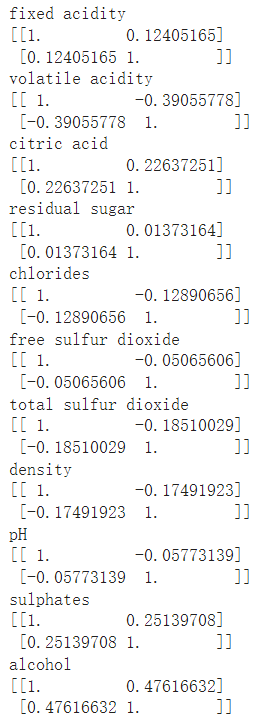 fixed acidity
[[1.         0.12405165]
 [0.12405165 1.        ]]
volatile acidity
[[ 1.         -0.39055778]
 [-0.39055778  1.        ]]
citric acid
[[1.         0.22637251]
 [0.22637251 1.        ]]
residual sugar
[[1.         0.01373164]
 [0.01373164 1.        ]]
chlorides
[[ 1.         -0.12890656]
 [-0.12890656  1.        ]]
free sulfur dioxide
[[ 1.         -0.05065606]
 [-0.05065606  1.        ]]
total sulfur dioxide
[[ 1.         -0.18510029]
 [-0.18510029  1.        ]]
density
[[ 1.         -0.17491923]
 [-0.17491923  1.        ]]
pH
[[ 1.         -0.05773139]
 [-0.05773139  1.        ]]
sulphates
[[1.         0.25139708]
 [0.25139708 1.        ]]
alcohol
[[1.         0.47616632]
 [0.47616632 1.        ]]